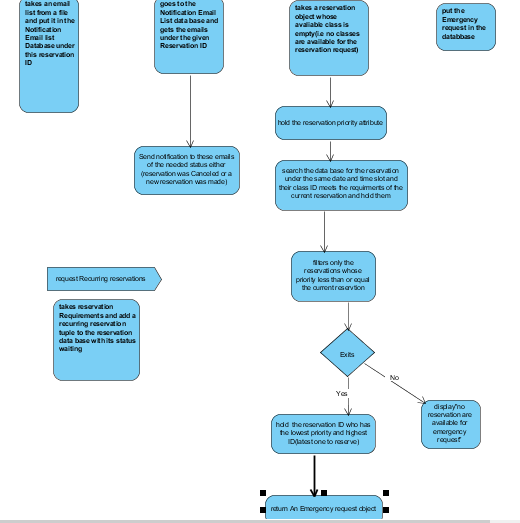 takes an email
list from a file
and put it in the
Notification
Email list
Database under
this reservation
ID
goes to the
Notification Email
List data base and
gets the emails
under the given
Reservation ID
takes a reservation
object whose
avaliable class is
empty(i.e no classes
are available for the
reservation request)
put the
Emergency
request in the
databbase
hold the reservation priority attribute
Send notification to these emails
of the needed status either
(reservation was Canceled or a
new reservation was made)
search the data base for the reservation
under the same date and time slot and
their class ID meets the requirments of the
current reservation and hold them
filters only the
reservations whose
priority less than or equal
the current reservtion
request Recurring reservations
takes reservation
Requirements and add a
recurring reservation
tuple to the reservation
data base with its status
waiting
Exits
No
Yes
display"no
reservation are
available for
emergency
request"
hold the reservation ID who has
the lowest priority and highest
ID(latest one to reserve)
return An Emergency request object